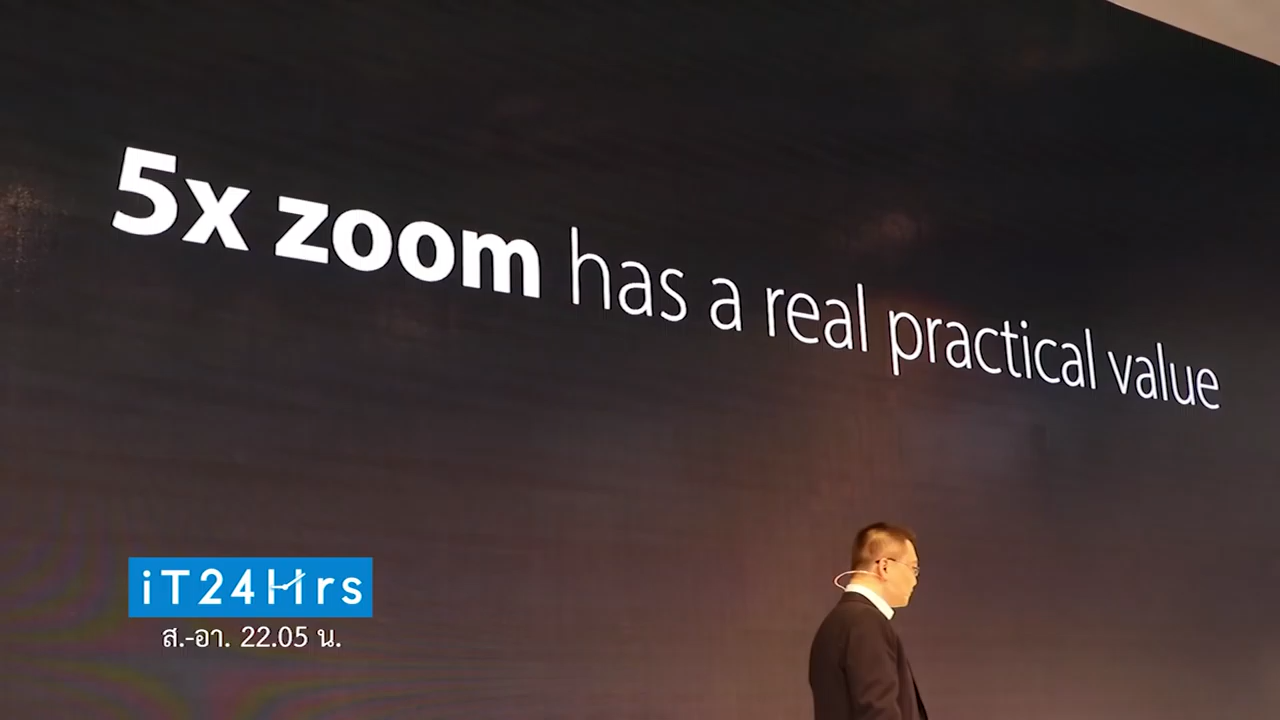 5x zoom has a real practical value
iT24Hrs
ส.-อา. 22.05 น.